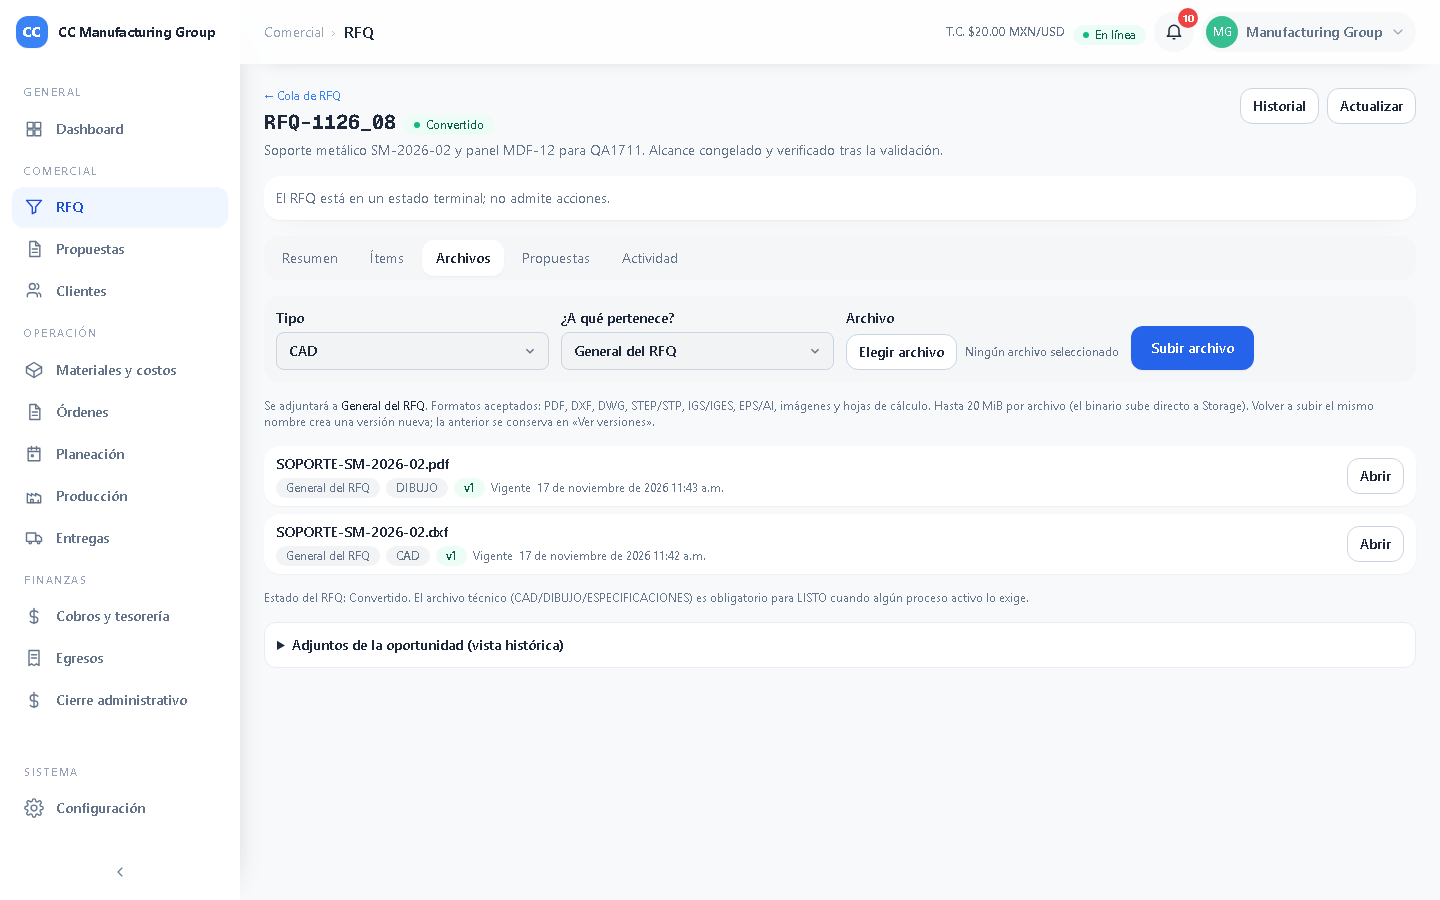 CC CC Manufacturing Group
Comercial › RFQ
T.C. $20.00 MXN/USD
En línea
10
MG Manufacturing Group
GENERAL
Dashboard
COMERCIAL
RFQ
Propuestas
Clientes
OPERACIÓN
Materiales y costos
Órdenes
Planeación
Producción
Entregas
FINANZAS
Cobros y tesorería
Egresos
Cierre administrativo
SISTEMA
Configuración
← Cola de RFQ
RFQ-1126_08 Convertido
Historial Actualizar
Soporte metálico SM-2026-02 y panel MDF-12 para QA1711. Alcance congelado y verificado tras la validación.
El RFQ está en un estado terminal; no admite acciones.
Resumen Ítems Archivos Propuestas Actividad
Tipo ¿A qué pertenece? Archivo
CAD General del RFQ Elegir archivo Ningún archivo seleccionado Subir archivo
Se adjuntará a General del RFQ. Formatos aceptados: PDF, DXF, DWG, STEP/STP, IGS/IGES, EPS/AI, imágenes y hojas de cálculo. Hasta 20 MiB por archivo (el binario sube directo a Storage). Volver a subir el mismo
nombre crea una versión nueva; la anterior se conserva en «Ver versiones».
SOPORTE-SM-2026-02.pdf
General del RFQ DIBUJO v1 Vigente 17 de noviembre de 2026 11:43 a.m.
Abrir
SOPORTE-SM-2026-02.dxf
General del RFQ CAD v1 Vigente 17 de noviembre de 2026 11:42 a.m.
Abrir
Estado del RFQ: Convertido. El archivo técnico (CAD/DIBUJO/ESPECIFICACIONES) es obligatorio para LISTO cuando algún proceso activo lo exige.
▶ Adjuntos de la oportunidad (vista histórica)